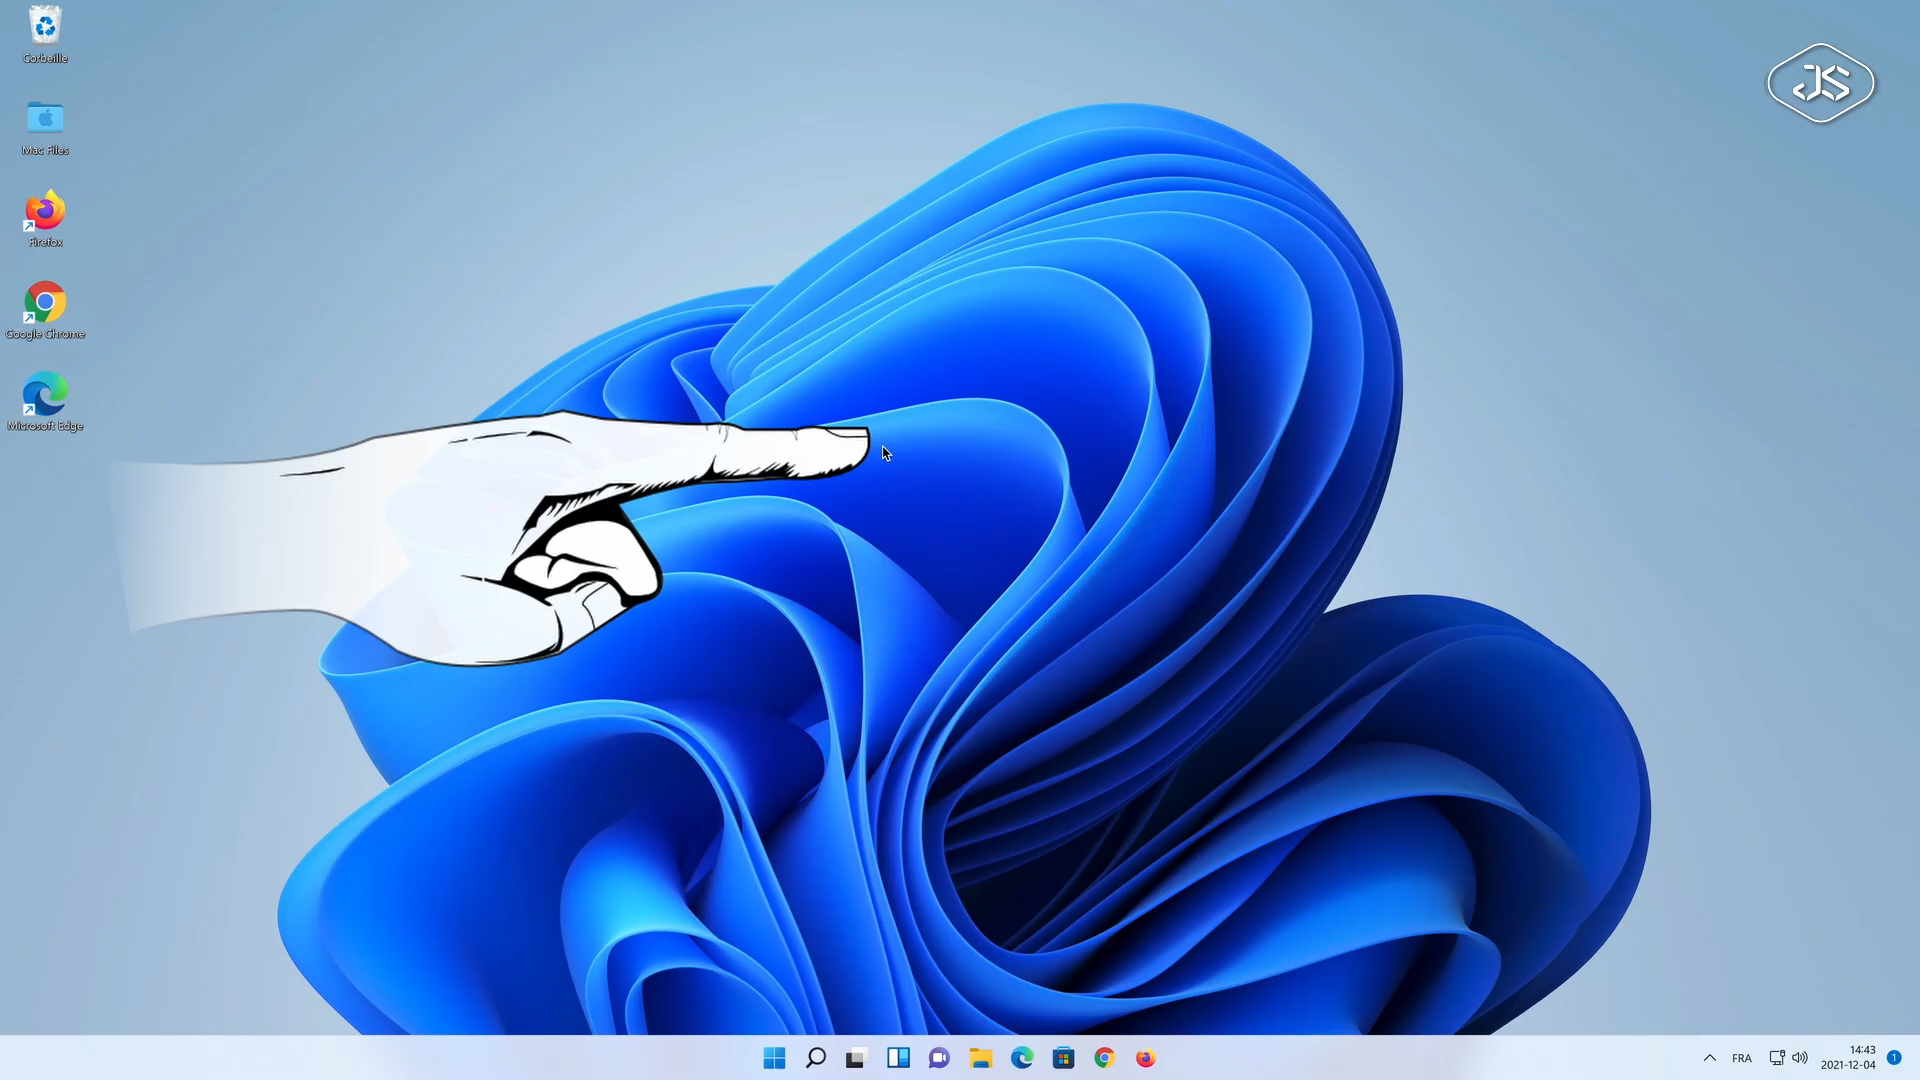 Corbeille
Mac Files
Firefox
Google Chrome
Microsoft Edge
JS
FRA
14:43
2021-12-04
1